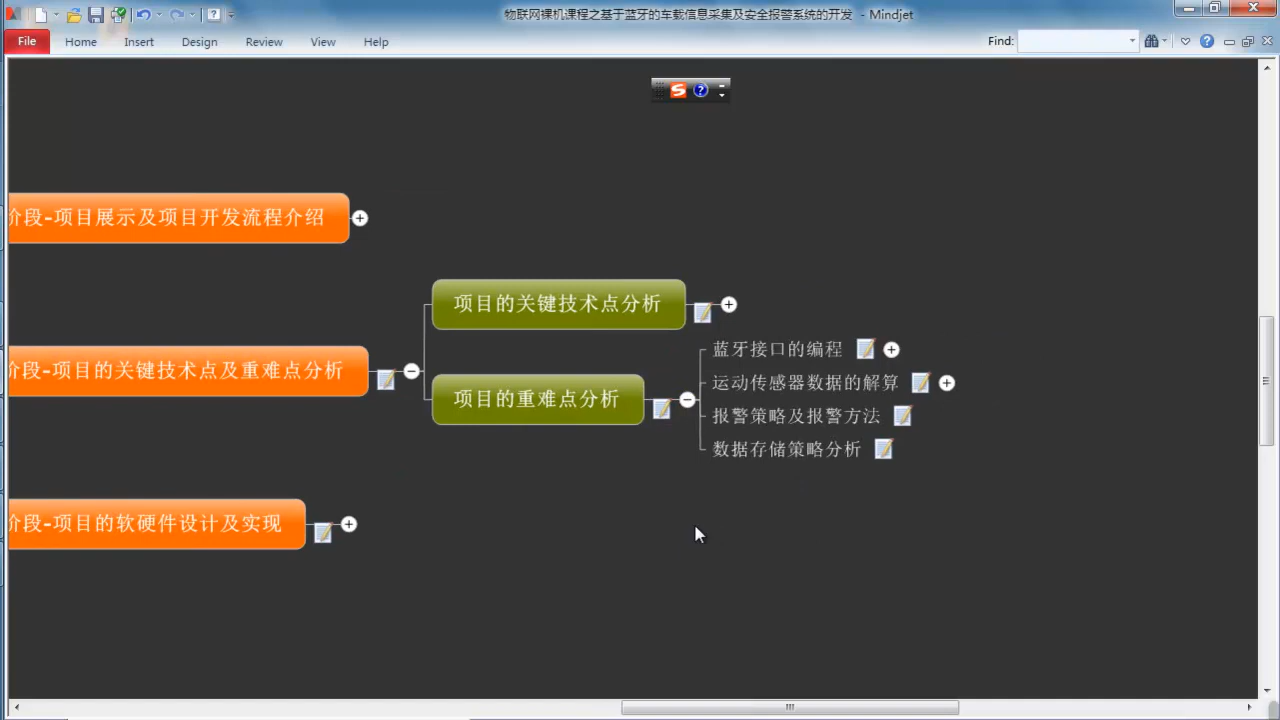 物联网裸机课程之基于蓝牙的车载信息采集及安全报警系统的开发 - Mindjet
File Home Insert Design Review View Help Find:
阶段-项目展示及项目开发流程介绍
项目的关键技术点分析
蓝牙接口的编程
阶段-项目的关键技术点及重难点分析
运动传感器数据的解算
项目的重难点分析
报警策略及报警方法
数据存储策略分析
阶段-项目的软硬件设计及实现